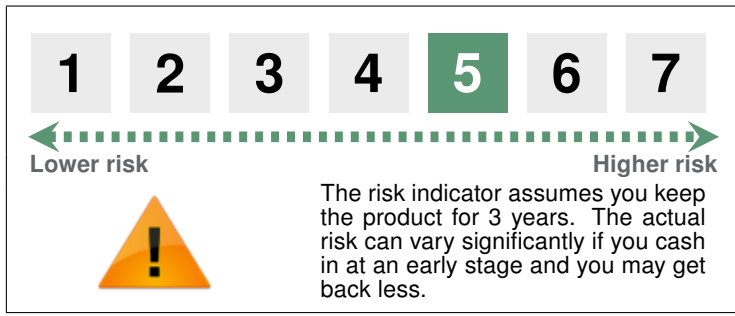 1 2 3 4 5 6 7
Lower risk Higher risk
The risk indicator assumes you keep
the product for 3 years. The actual
risk can vary significantly if you cash
in at an early stage and you may get
back less.